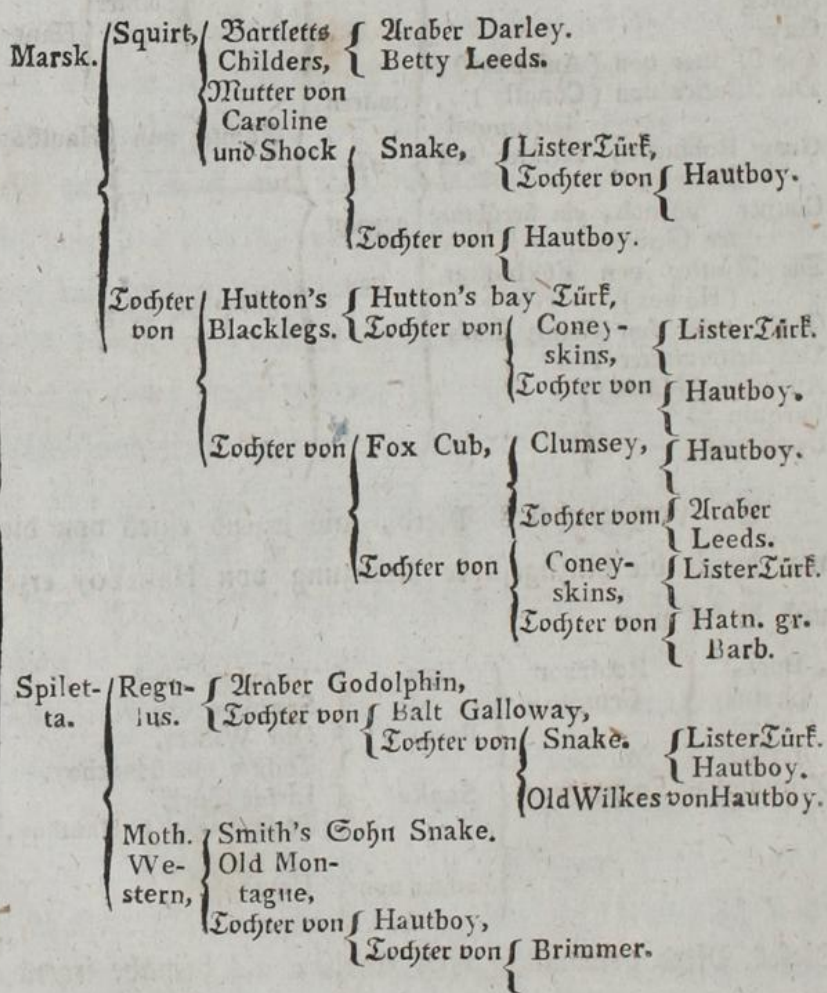 Squirt, Bartletts Araber Darley.
Marsk. Childers, Betty Leeds.
Mutter von
Caroline
und Shock Snake, Lister Türk,
Tochter von Hautboy.
Tochter von Hautboy.
Tochter Hutton's Hutton's bay Türk,
von Blacklegs. Tochter von Coney- Lister Türk.
skins,
Tochter von Hautboy.
Tochter von Fox Cub, Clumsey, Hautboy.
Tochter vom Araber
Leeds.
Tochter von Coney- Lister Türk.
skins,
Tochter von Hatn. gr.
Barb.
Spilet- Regu- Araber Godolphin,
ta. lus. Tochter von Balt Galloway,
Tochter von Snake. Lister Türk.
Hautboy.
Old Wilkes von Hautboy.
Moth. Smith's Sohn Snake.
We- Old Mon-
stern, tague,
Tochter von Hautboy,
Tochter von Brimmer.